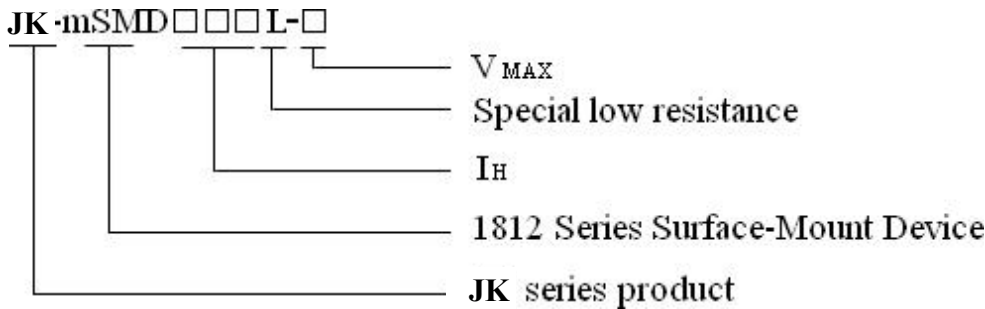 JK-mSMD□□□L-□
VMAX
Special low resistance
IH
1812 Series Surface-Mount Device
JK series product